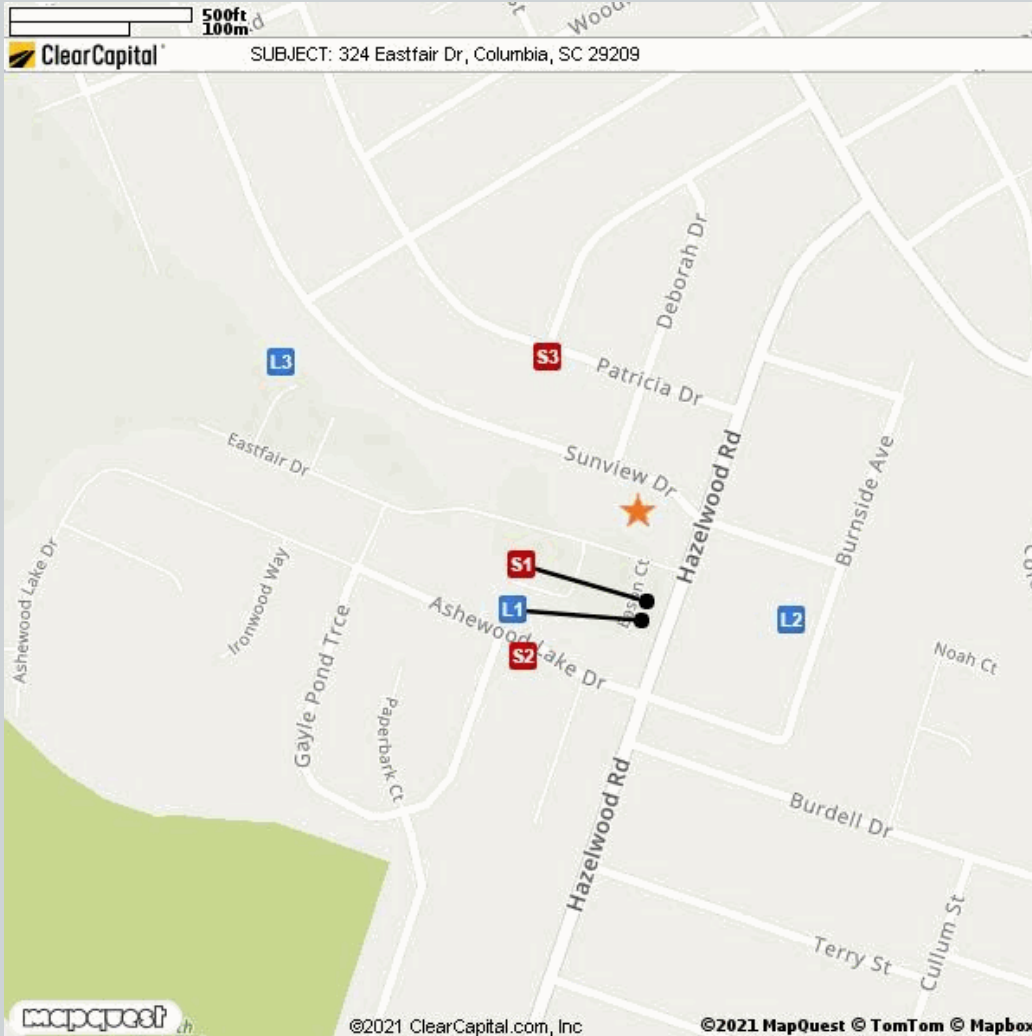 500ft
100m
ClearCapital
SUBJECT: 324 Eastfair Dr, Columbia, SC 29209
Deborah Dr
L3
S3
Patricia Dr
Eastfair Dr
Sunview Dr
Hazelwood Rd
Burnside Ave
S1
L1
L2
Ashewood Lake Dr
Ironwood Way
Ashewood Lake Dr
S2
Gayle Pond Trce
Paperbark Ct
Noah Ct
Burdell Dr
Hazelwood Rd
Terry St
Cullum St
mapquest
©2021 ClearCapital.com, Inc
©2021 MapQuest © TomTom © Mapbox